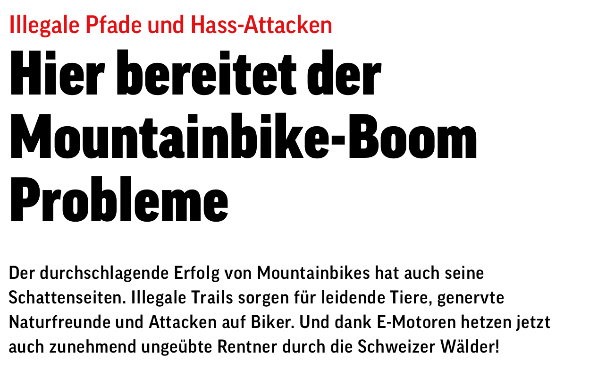 Illegale Pfade und Hass-Attacken
Hier bereitet der
Mountainbike-Boom
Probleme
Der durchschlagende Erfolg von Mountainbikes hat auch seine
Schattenseiten. Illegale Trails sorgen für leidende Tiere, genervte
Naturfreunde und Attacken auf Biker. Und dank E-Motoren hetzen jetzt
auch zunehmend ungeübte Rentner durch die Schweizer Wälder!